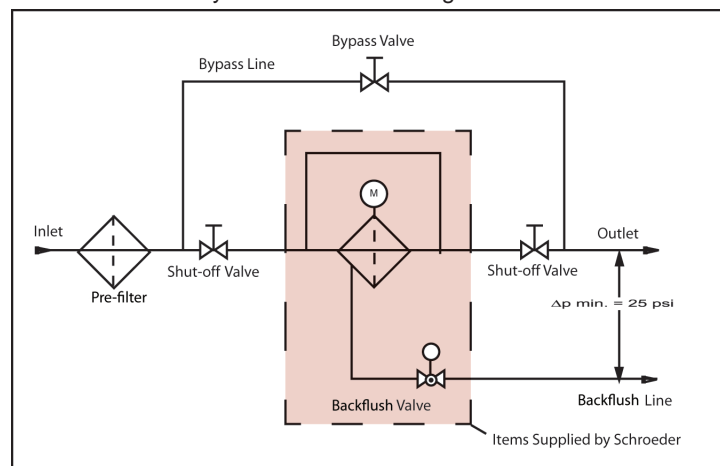 Bypass Valve
Bypass Line
M
Inlet
Outlet
Shut-off Valve
Shut-off Valve
Pre-filter
Δp min. = 25 psi
Backflush Valve
Backflush Line
Items Supplied by Schroeder